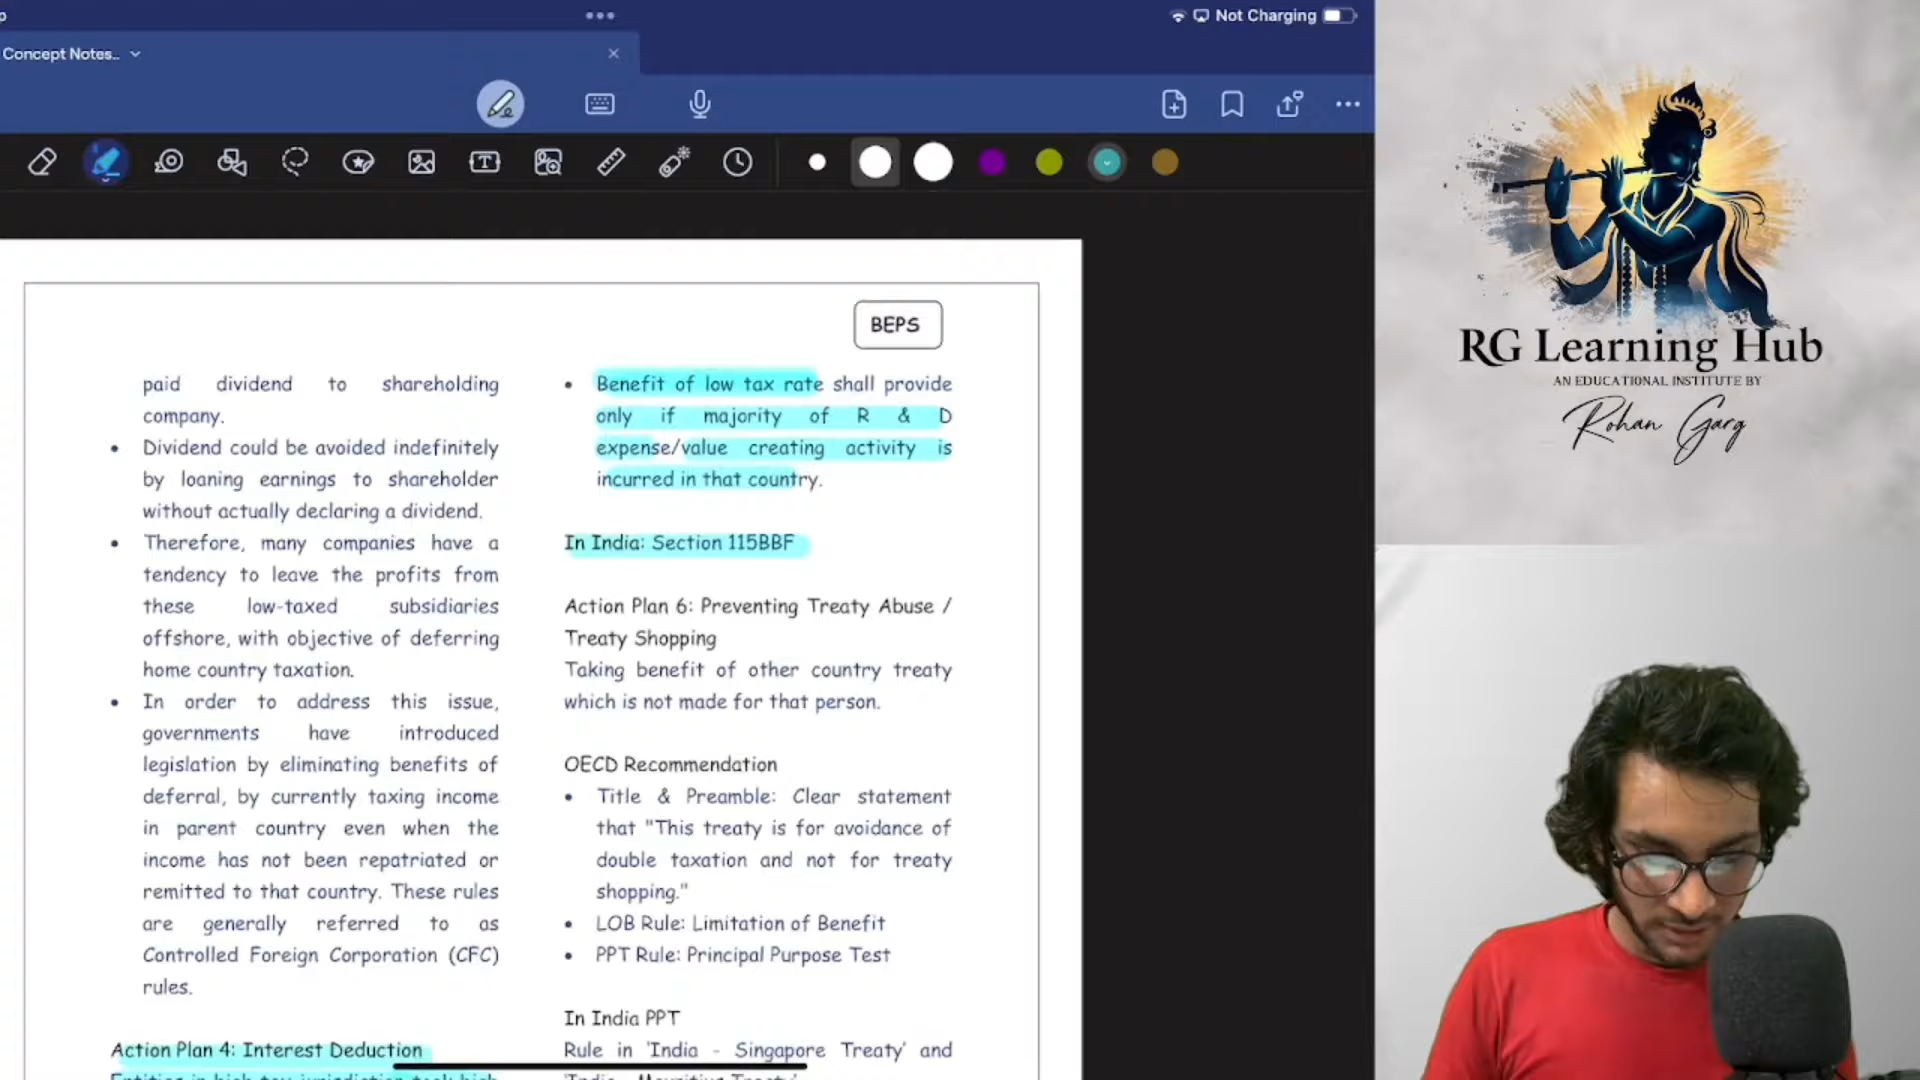 Not Charging
Concept Notes..
BEPS
paid dividend to shareholding
company.
• Dividend could be avoided indefinitely
by loaning earnings to shareholder
without actually declaring a dividend.
• Therefore, many companies have a
tendency to leave the profits from
these low-taxed subsidiaries
offshore, with objective of deferring
home country taxation.
• In order to address this issue,
governments have introduced
legislation by eliminating benefits of
deferral, by currently taxing income
in parent country even when the
income has not been repatriated or
remitted to that country. These rules
are generally referred to as
Controlled Foreign Corporation (CFC)
rules.
Action Plan 4: Interest Deduction
• Benefit of low tax rate shall provide
only if majority of R & D
expense/value creating activity is
incurred in that country.
In India: Section 115BBF
Action Plan 6: Preventing Treaty Abuse /
Treaty Shopping
Taking benefit of other country treaty
which is not made for that person.
OECD Recommendation
• Title & Preamble: Clear statement
that "This treaty is for avoidance of
double taxation and not for treaty
shopping."
• LOB Rule: Limitation of Benefit
• PPT Rule: Principal Purpose Test
In India PPT
Rule in 'India - Singapore Treaty' and
RG Learning Hub
AN EDUCATIONAL INSTITUTE BY
Rohan Garg